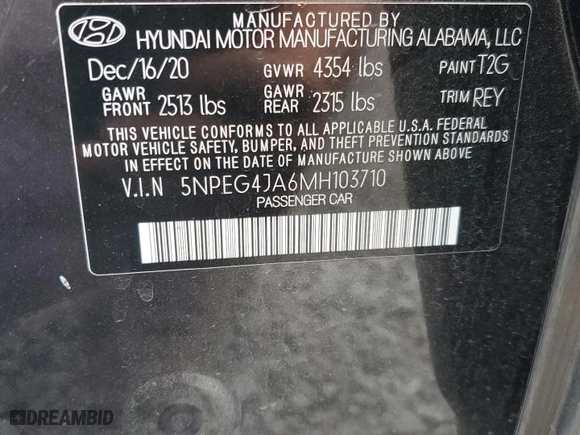 MANUFACTURED BY
HYUNDAI MOTOR MANUFACTURING ALABAMA, LLC
Dec/16/20 GVWR 4354 lbs PAINT T2G
GAWR FRONT 2513 lbs GAWR REAR 2315 lbs TRIM REY
THIS VEHICLE CONFORMS TO ALL APPLICABLE U.S.A. FEDERAL
MOTOR VEHICLE SAFETY, BUMPER, AND THEFT PREVENTION STANDARDS
IN EFFECT ON THE DATE OF MANUFACTURE SHOWN ABOVE.
V.I.N 5NPEG4JA6MH103710
PASSENGER CAR
DREAMBID